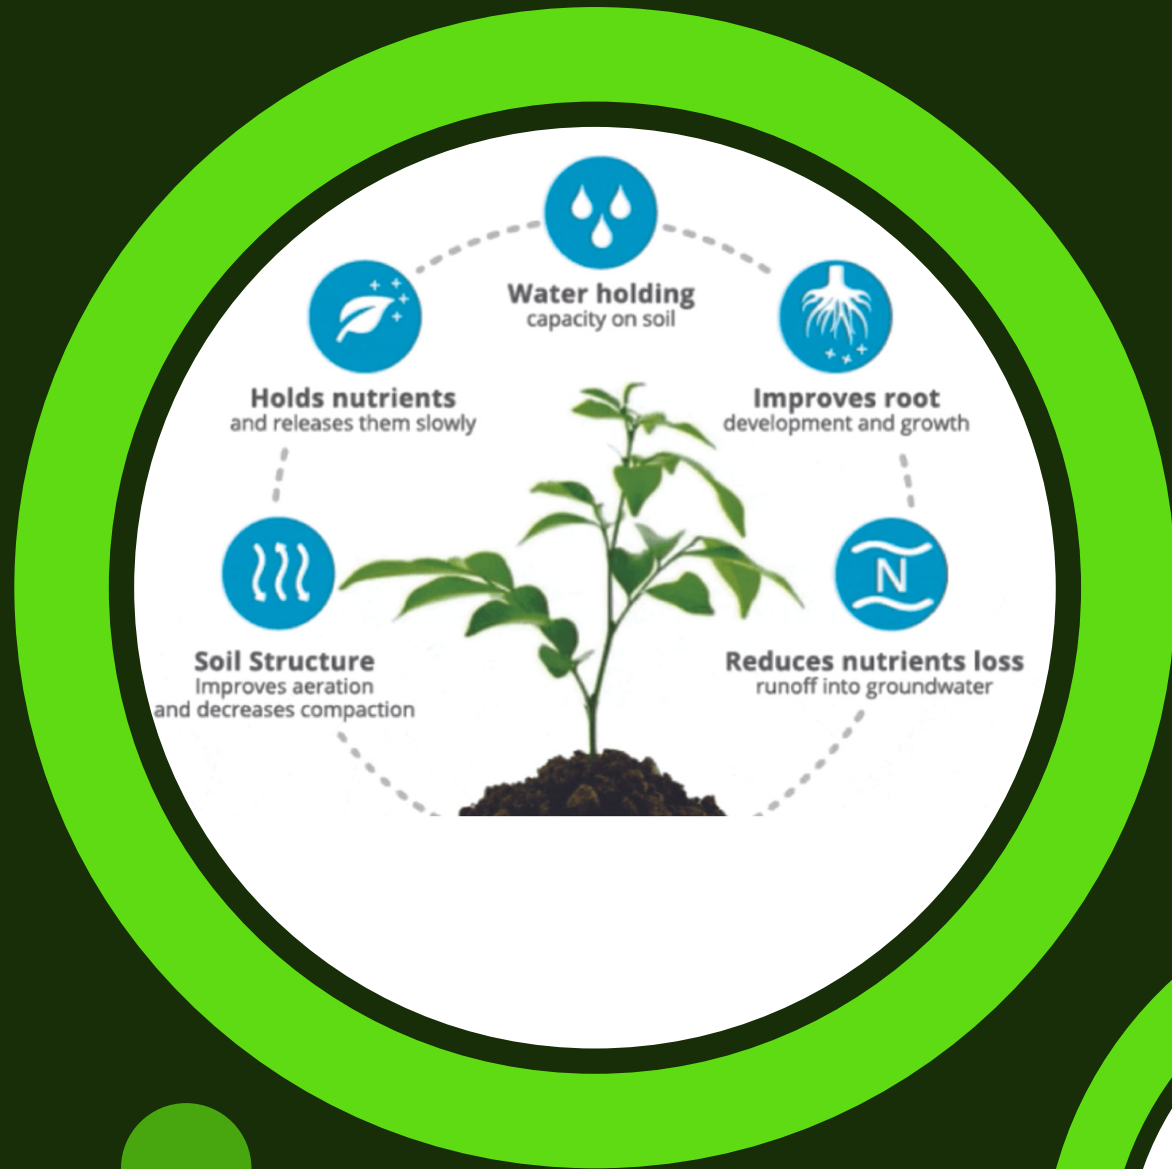 Water holding
capacity on soil
Holds nutrients
and releases them slowly
Improves root
development and growth
Soil Structure
Improves aeration
and decreases compaction
N
Reduces nutrients loss
runoff into groundwater